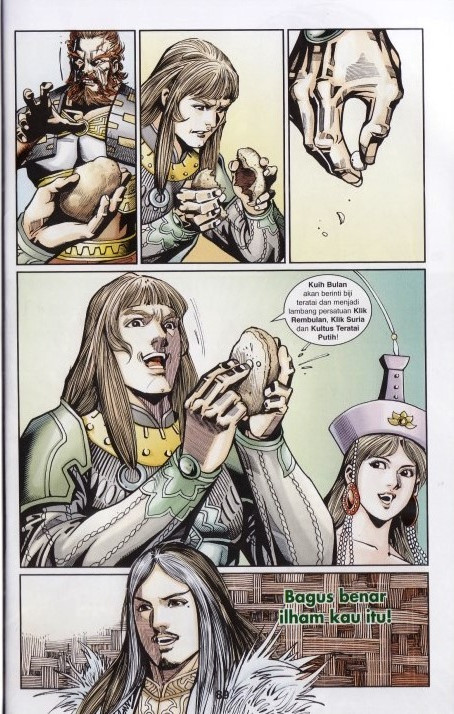 Kuih Bulan
akan berinti biji
teratai dan menjadi
lambang persatuan Klik
Rembulan, Klik Suria
dan Kultus Teratai
Putih!
Bagus benar
ilham kau itu!
69